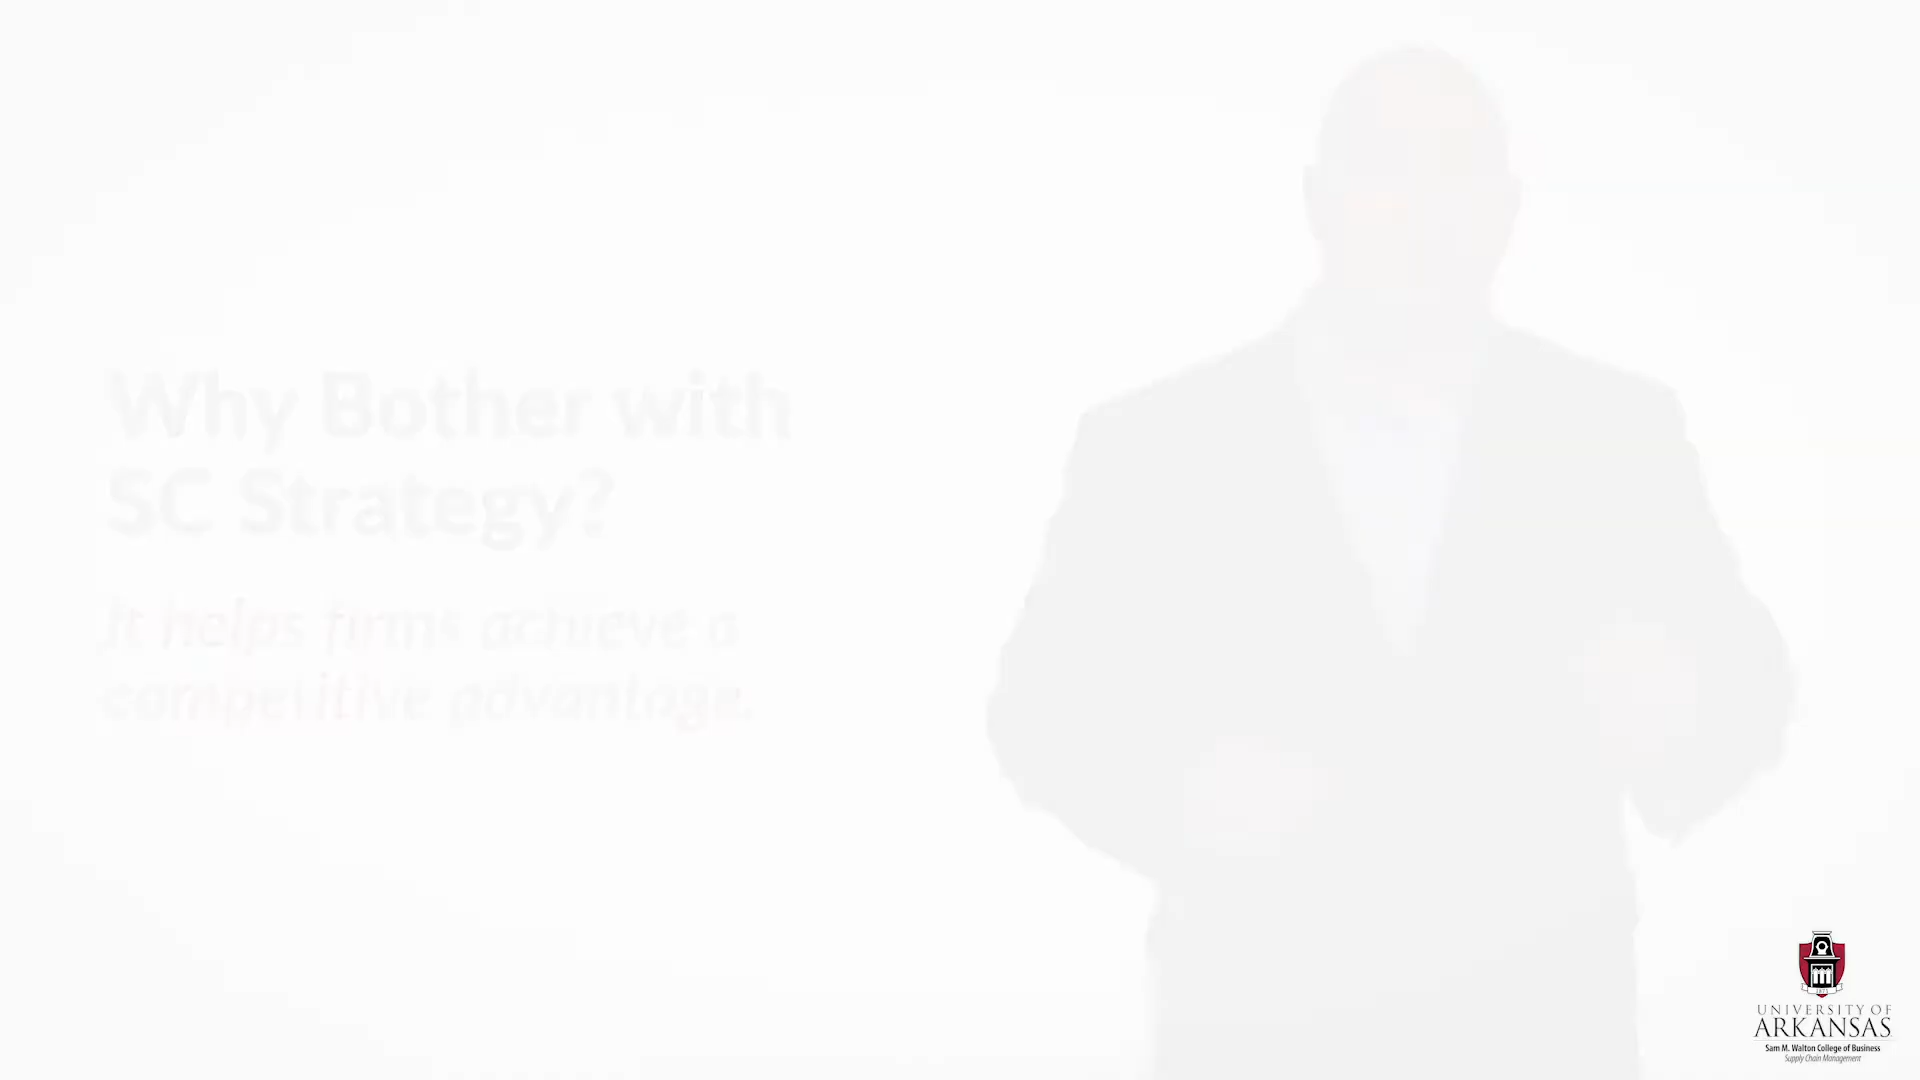 Why Bother with
SC Strategy?
It helps firms achieve a
competitive advantage.
1871
UNIVERSITY OF
ARKANSAS
Sam M. Walton College of Business
Supply Chain Management